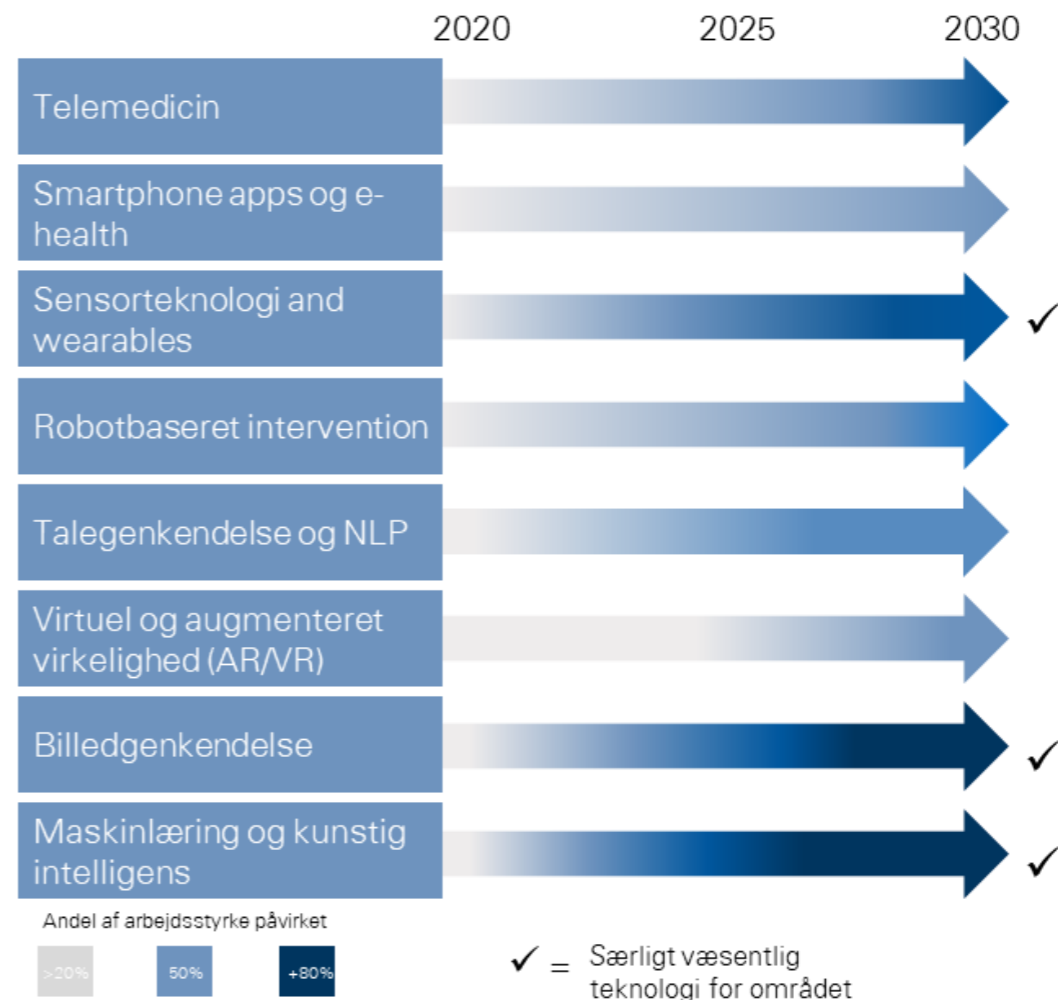 2020 2025 2030
Telemedicin
Smartphone apps og e-
health
Sensorteknologi and
wearables
✓
Robotbaseret intervention
Talegenkendelse og NLP
Virtuel og augmenteret
virkelighed (AR/VR)
Billedgenkendelse
✓
Maskinlæring og kunstig
intelligens
✓
Andel af arbejdsstyrke påvirket
>20% 50% +80%
✓ = Særligt væsentlig
teknologi for området